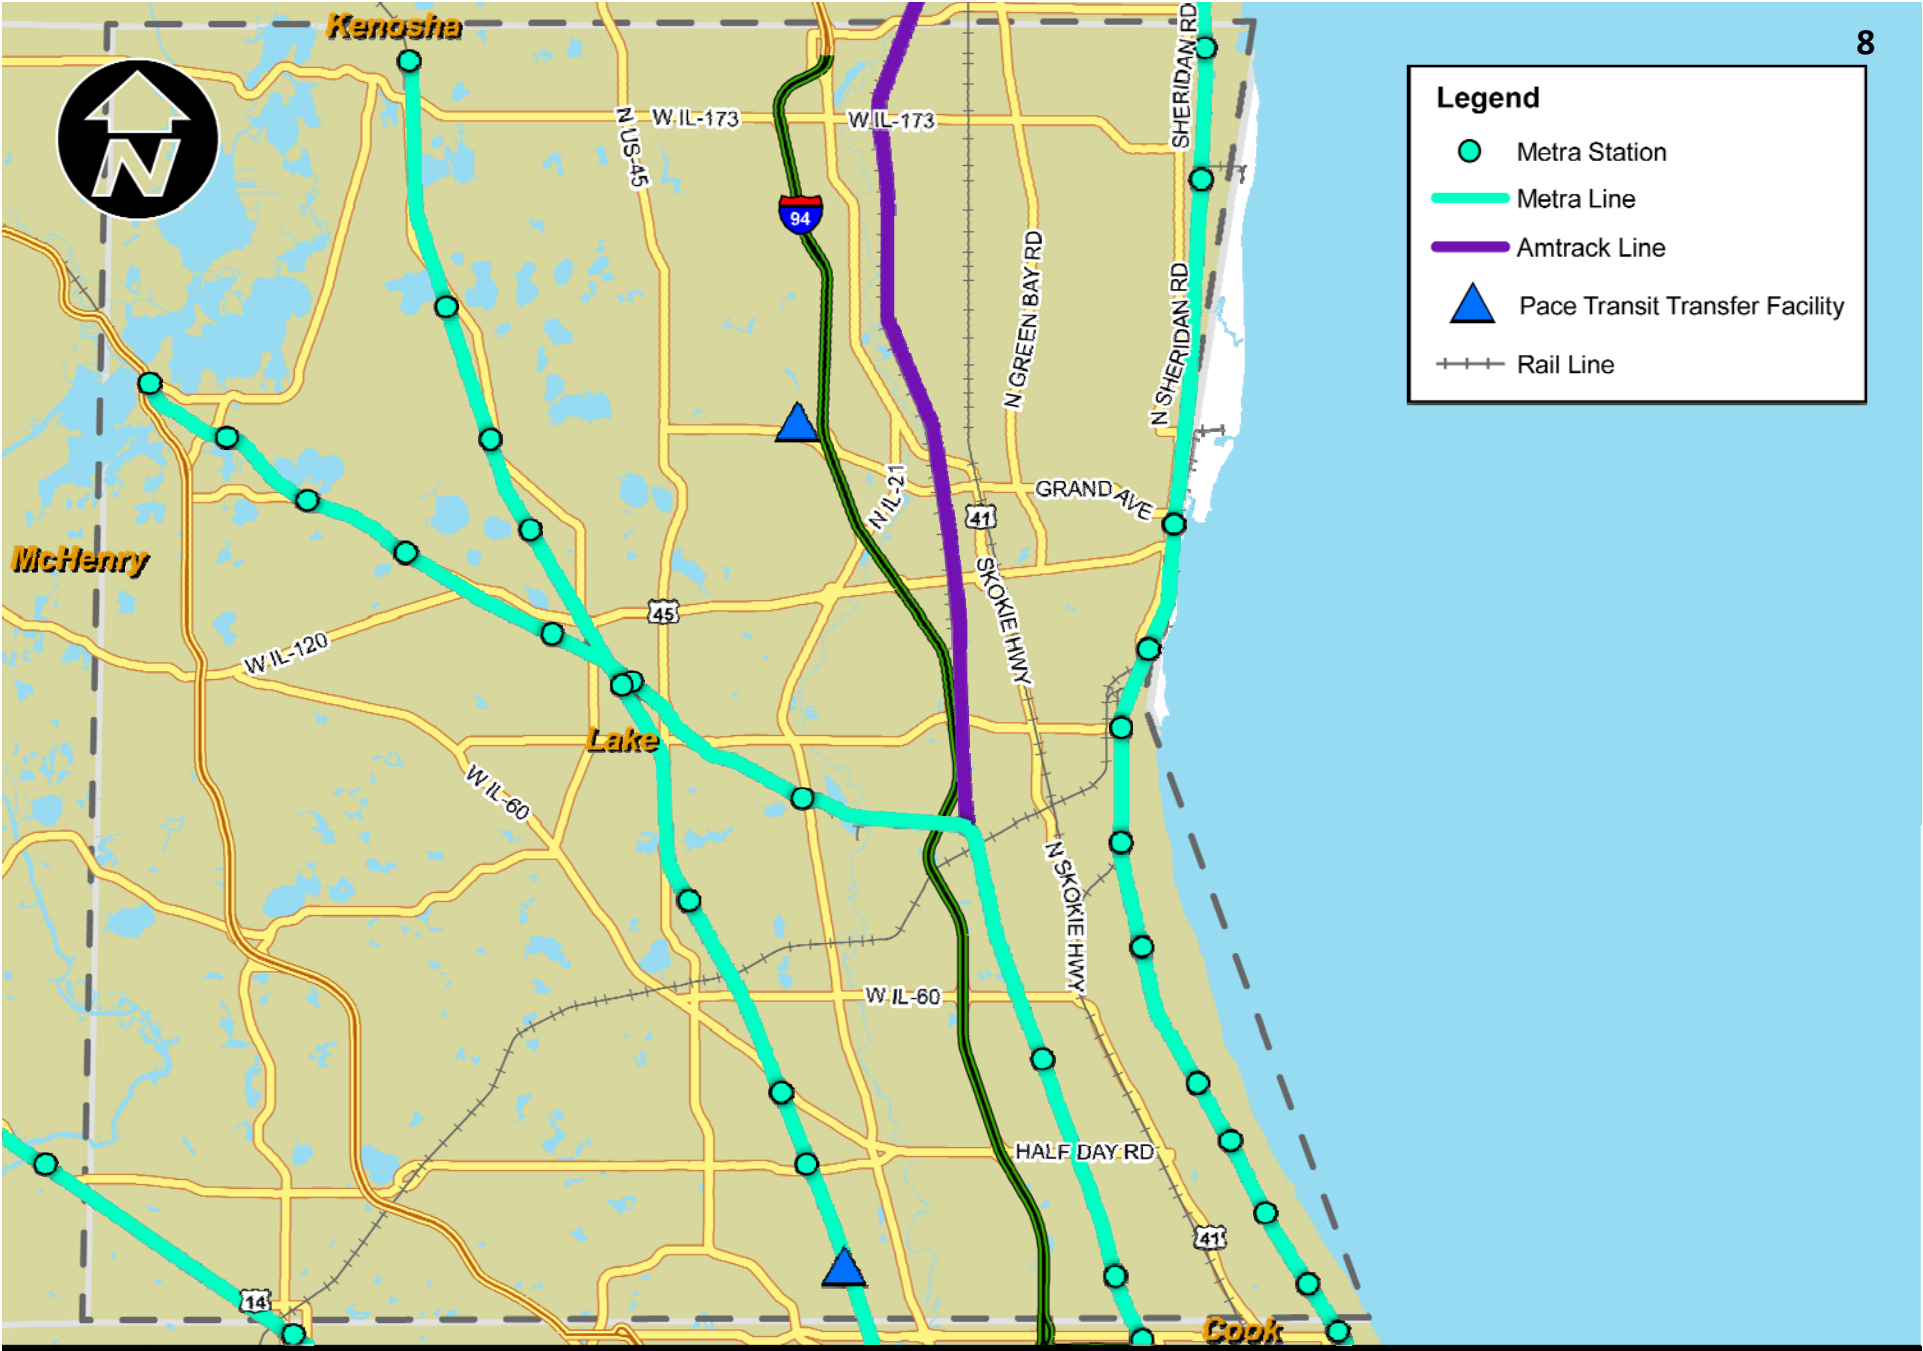 8
Kenosha
SHERIDAN RD
Legend
Metra Station
Metra Line
Amtrack Line
Pace Transit Transfer Facility
Rail Line
N
N US-45
W IL-173
W IL-173
94
N GREEN BAY RD
N SHERIDAN RD
N IL-21
GRAND AVE
41
McHenry
SKOKIE HWY
45
W IL-120
Lake
W IL-60
N SKOKIE HWY
W IL-60
HALF DAY RD
41
14
Cook